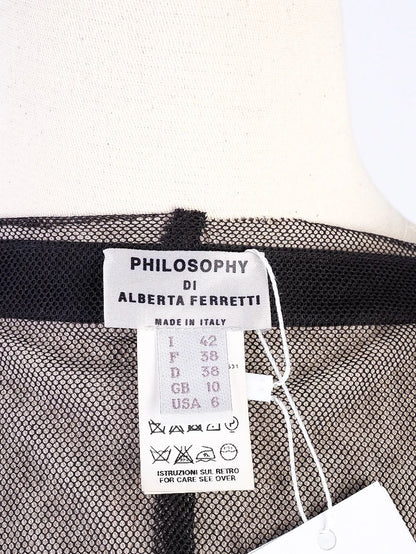 PHILOSOPHY
DI
ALBERTA FERRETTI
MADE IN ITALY
I 42
F 38
D 38
GB 10
USA 6
ISTRUZIONI SUL RETRO
FOR CARE SEE OVER